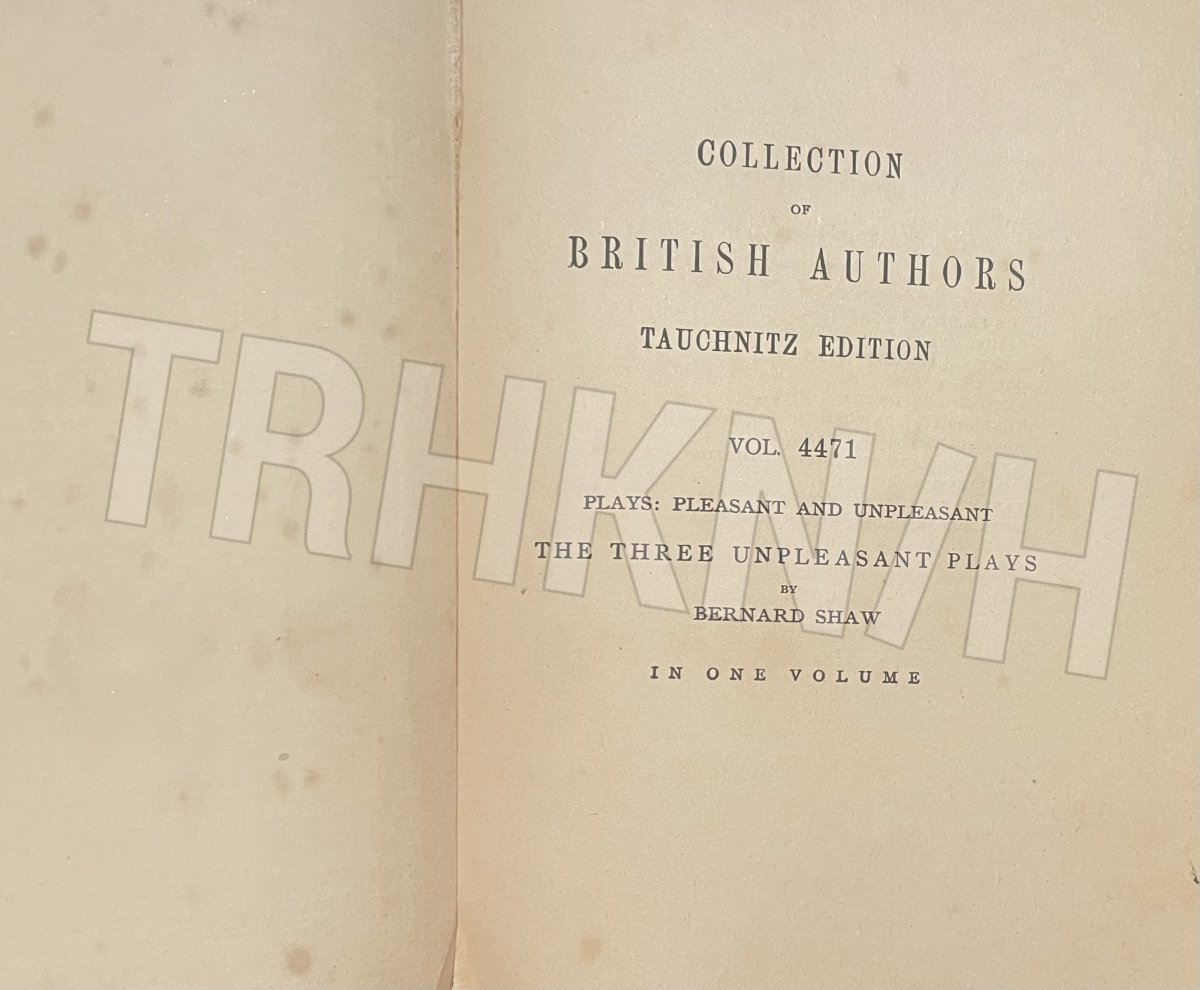 COLLECTION
OF
BRITISH AUTHORS
TAUCHNITZ EDITION
VOL. 4471
PLAYS: PLEASANT AND UNPLEASANT
THE THREE UNPLEASANT PLAYS
BY
BERNARD SHAW
IN ONE VOLUME
TRHKN/H